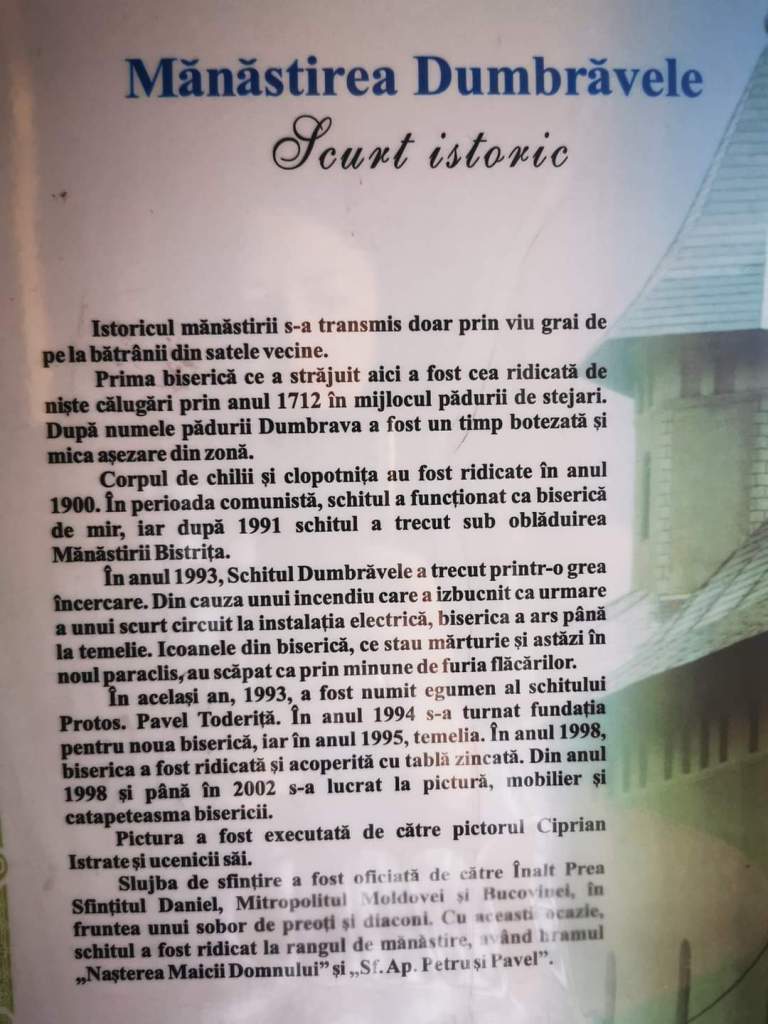 Mănăstirea Dumbrăvele
Scurt istoric
Istoricul mănăstirii s-a transmis doar prin viu grai de
pe la bătrânii din satele vecine.
Prima biserică ce a străjuit aici a fost cea ridicată de
niște călugări prin anul 1712 în mijlocul pădurii de stejari.
După numele pădurii Dumbrava a fost un timp botezată și
mica așezare din zonă.
Corpul de chilii și clopotnița au fost ridicate în anul
1900. În perioada comunistă, schitul a funcționat ca biserică
de mir, iar după 1991 schitul a trecut sub oblăduirea
Mănăstirii Bistrița.
În anul 1993, Schitul Dumbrăvele a trecut printr-o grea
încercare. Din cauza unui incendiu care a izbucnit ca urmare
a unui scurt circuit la instalația electrică, biserica a ars până
la temelie. Icoanele din biserică, ce stau mărturie și astăzi în
noul paraclis, au scăpat ca prin minune de furia flăcărilor.
În același an, 1993, a fost numit egumen al schitului
Protos. Pavel Toderiță. În anul 1994 s-a turnat fundația
pentru noua biserică, iar în anul 1995, temelia. În anul 1998,
biserica a fost ridicată și acoperită cu tablă zincată. Din anul
1998 și până în 2002 s-a lucrat la pictură, mobilier și
catapeteasma bisericii.
Pictura a fost executată de către pictorul Ciprian
Istrate și ucenicii săi.
Slujba de sfințire a fost oficiată de către Înalt Prea
Sfințitul Daniel, Mitropolitul Moldovei și Bucovinei, în
fruntea unui sobor de preoți și diaconi. Cu această ocazie,
schitul a fost ridicat la rangul de mănăstire, având hramul
„Nașterea Maicii Domnului” și „Sf. Ap. Petru și Pavel”.